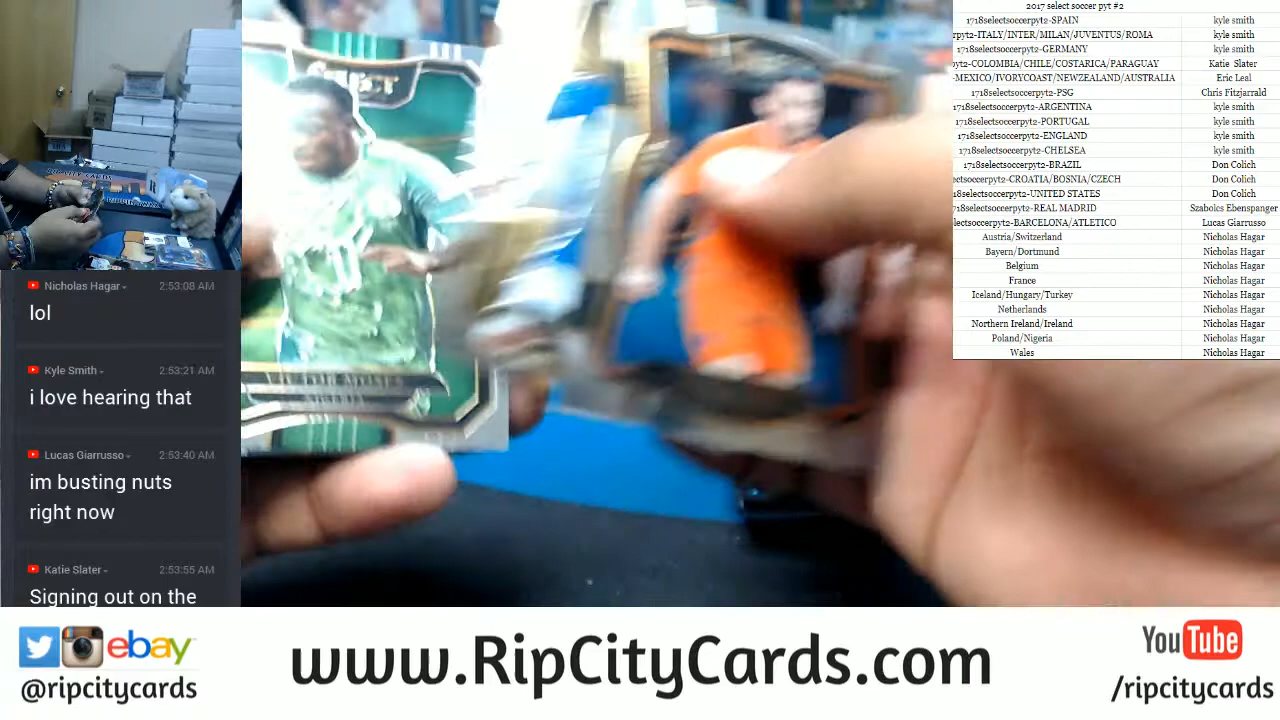 2017 select soccer pyt #2
1718selectsoccerpyt2-SPAIN kyle smith
rpyt2-ITALY/INTER/MILAN/JUVENTUS/ROMA kyle smith
1718selectsoccerpyt2-GERMANY kyle smith
pyt2-COLOMBIA/CHILE/COSTARICA/PARAGUAY Katie Slater
-MEXICO/IVORYCOAST/NEWZEALAND/AUSTRALIA Eric Leal
1718selectsoccerpyt2-PSG Chris Fitzjarrald
1718selectsoccerpyt2-ARGENTINA kyle smith
1718selectsoccerpyt2-PORTUGAL kyle smith
1718selectsoccerpyt2-ENGLAND kyle smith
1718selectsoccerpyt2-CHELSEA kyle smith
1718selectsoccerpyt2-BRAZIL Don Colich
ectsoccerpyt2-CROATIA/BOSNIA/CZECH Don Colich
18selectsoccerpyt2-UNITED STATES Don Colich
1718selectsoccerpyt2-REAL MADRID Szabolcs Ebenspanger
electsoccerpyt2-BARCELONA/ATLETICO Lucas Giarrusso
Austria/Switzerland Nicholas Hagar
Bayern/Dortmund Nicholas Hagar
Belgium Nicholas Hagar
France Nicholas Hagar
Iceland/Hungary/Turkey Nicholas Hagar
Netherlands Nicholas Hagar
Northern Ireland/Ireland Nicholas Hagar
Poland/Nigeria Nicholas Hagar
Wales Nicholas Hagar
SELECT
Nicholas Hagar 2:53:08 AM
lol
Kyle Smith 2:53:21 AM
i love hearing that
Lucas Giarrusso 2:53:40 AM
im busting nuts
right now
Katie Slater 2:53:55 AM
Signing out on the
ebay
@ripcitycards
www.RipCityCards.com
YouTube
/ripcitycards